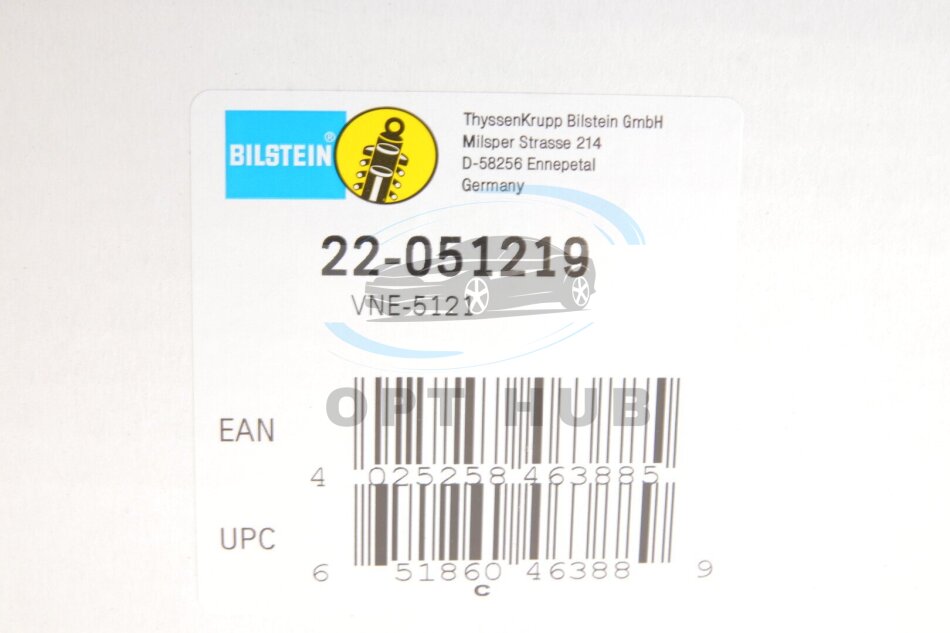 BILSTEIN®
ThyssenKrupp Bilstein GmbH
Milsper Strasse 214
D-58256 Ennepetal
Germany
22-051219
VNE-5121
OPT HUB
EAN
4 025258 463885
UPC
6 51860 46388 9
C